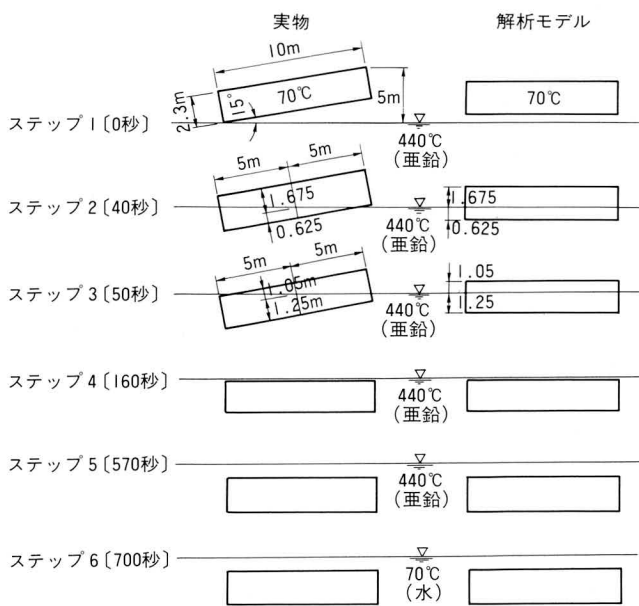 実物
解析モデル
10m
70℃
5m
2.3m
15°
70℃
ステップ1〔0秒〕
440℃
(亜鉛)
5m
5m
1.675
0.625
ステップ2〔40秒〕
440℃
(亜鉛)
1.675
0.625
5m
5m
1.05m
1.25m
ステップ3〔50秒〕
440℃
(亜鉛)
1.05
1.25
ステップ4〔160秒〕
440℃
(亜鉛)
ステップ5〔570秒〕
440℃
(亜鉛)
ステップ6〔700秒〕
70℃
(水)